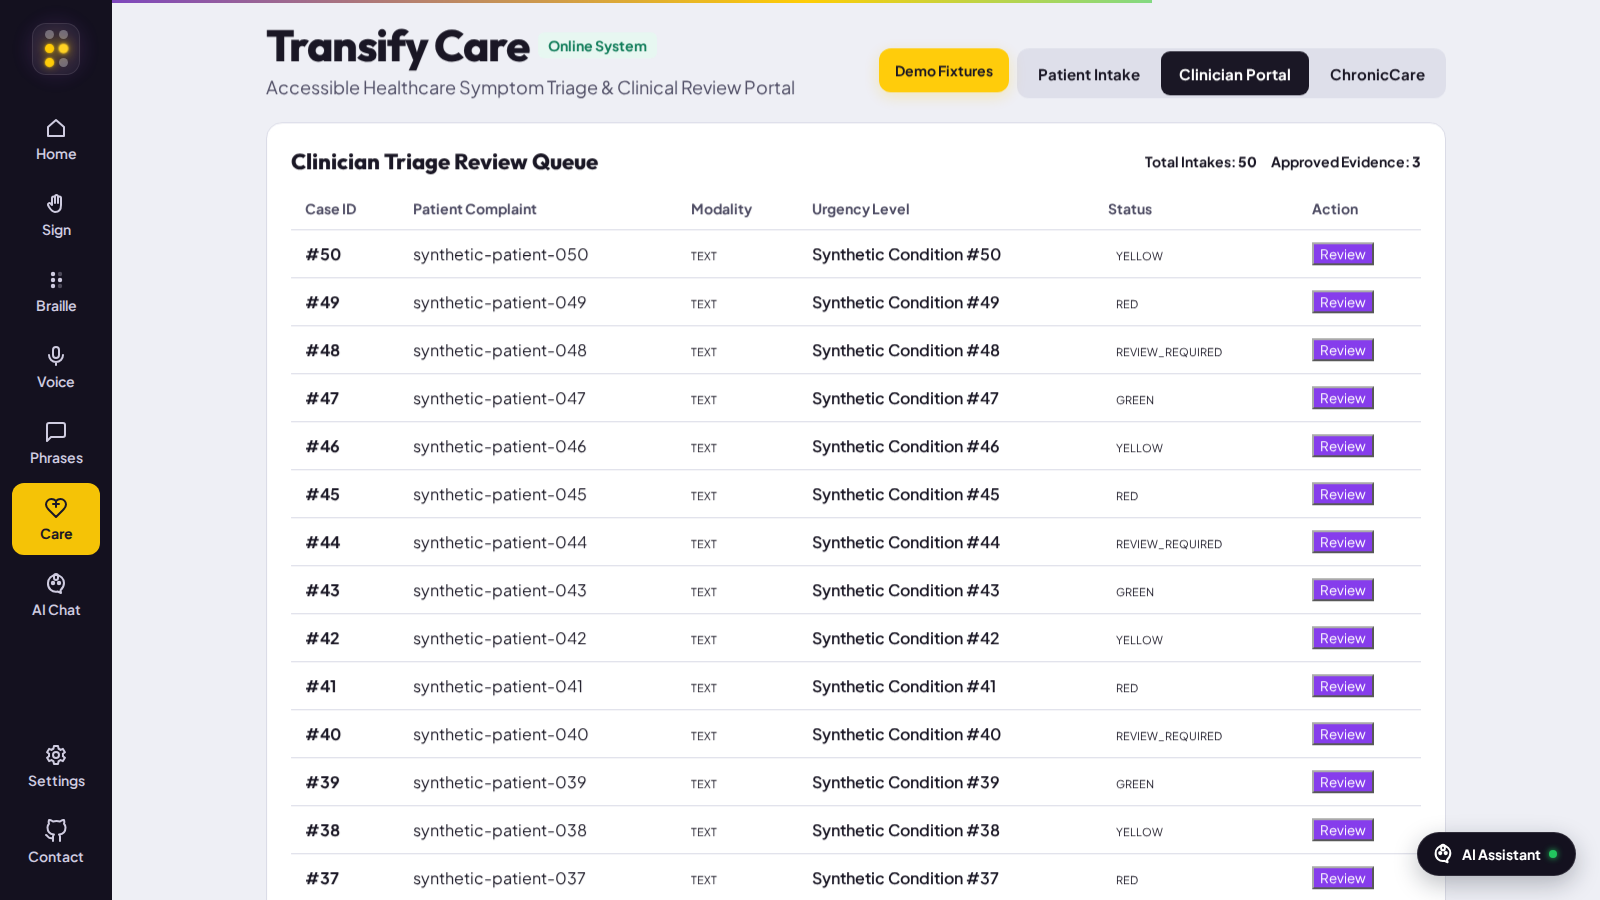 Home
Sign
Braille
Voice
Phrases
Care
AI Chat
Settings
Contact
Transify Care Online System
Accessible Healthcare Symptom Triage & Clinical Review Portal
Demo Fixtures Patient Intake Clinician Portal ChronicCare
Clinician Triage Review Queue Total Intakes: 50 Approved Evidence: 3
Case ID Patient Complaint Modality Urgency Level Status Action
#50 synthetic-patient-050 TEXT Synthetic Condition #50 YELLOW Review
#49 synthetic-patient-049 TEXT Synthetic Condition #49 RED Review
#48 synthetic-patient-048 TEXT Synthetic Condition #48 REVIEW_REQUIRED Review
#47 synthetic-patient-047 TEXT Synthetic Condition #47 GREEN Review
#46 synthetic-patient-046 TEXT Synthetic Condition #46 YELLOW Review
#45 synthetic-patient-045 TEXT Synthetic Condition #45 RED Review
#44 synthetic-patient-044 TEXT Synthetic Condition #44 REVIEW_REQUIRED Review
#43 synthetic-patient-043 TEXT Synthetic Condition #43 GREEN Review
#42 synthetic-patient-042 TEXT Synthetic Condition #42 YELLOW Review
#41 synthetic-patient-041 TEXT Synthetic Condition #41 RED Review
#40 synthetic-patient-040 TEXT Synthetic Condition #40 REVIEW_REQUIRED Review
#39 synthetic-patient-039 TEXT Synthetic Condition #39 GREEN Review
#38 synthetic-patient-038 TEXT Synthetic Condition #38 YELLOW Review
#37 synthetic-patient-037 TEXT Synthetic Condition #37 RED Review
AI Assistant